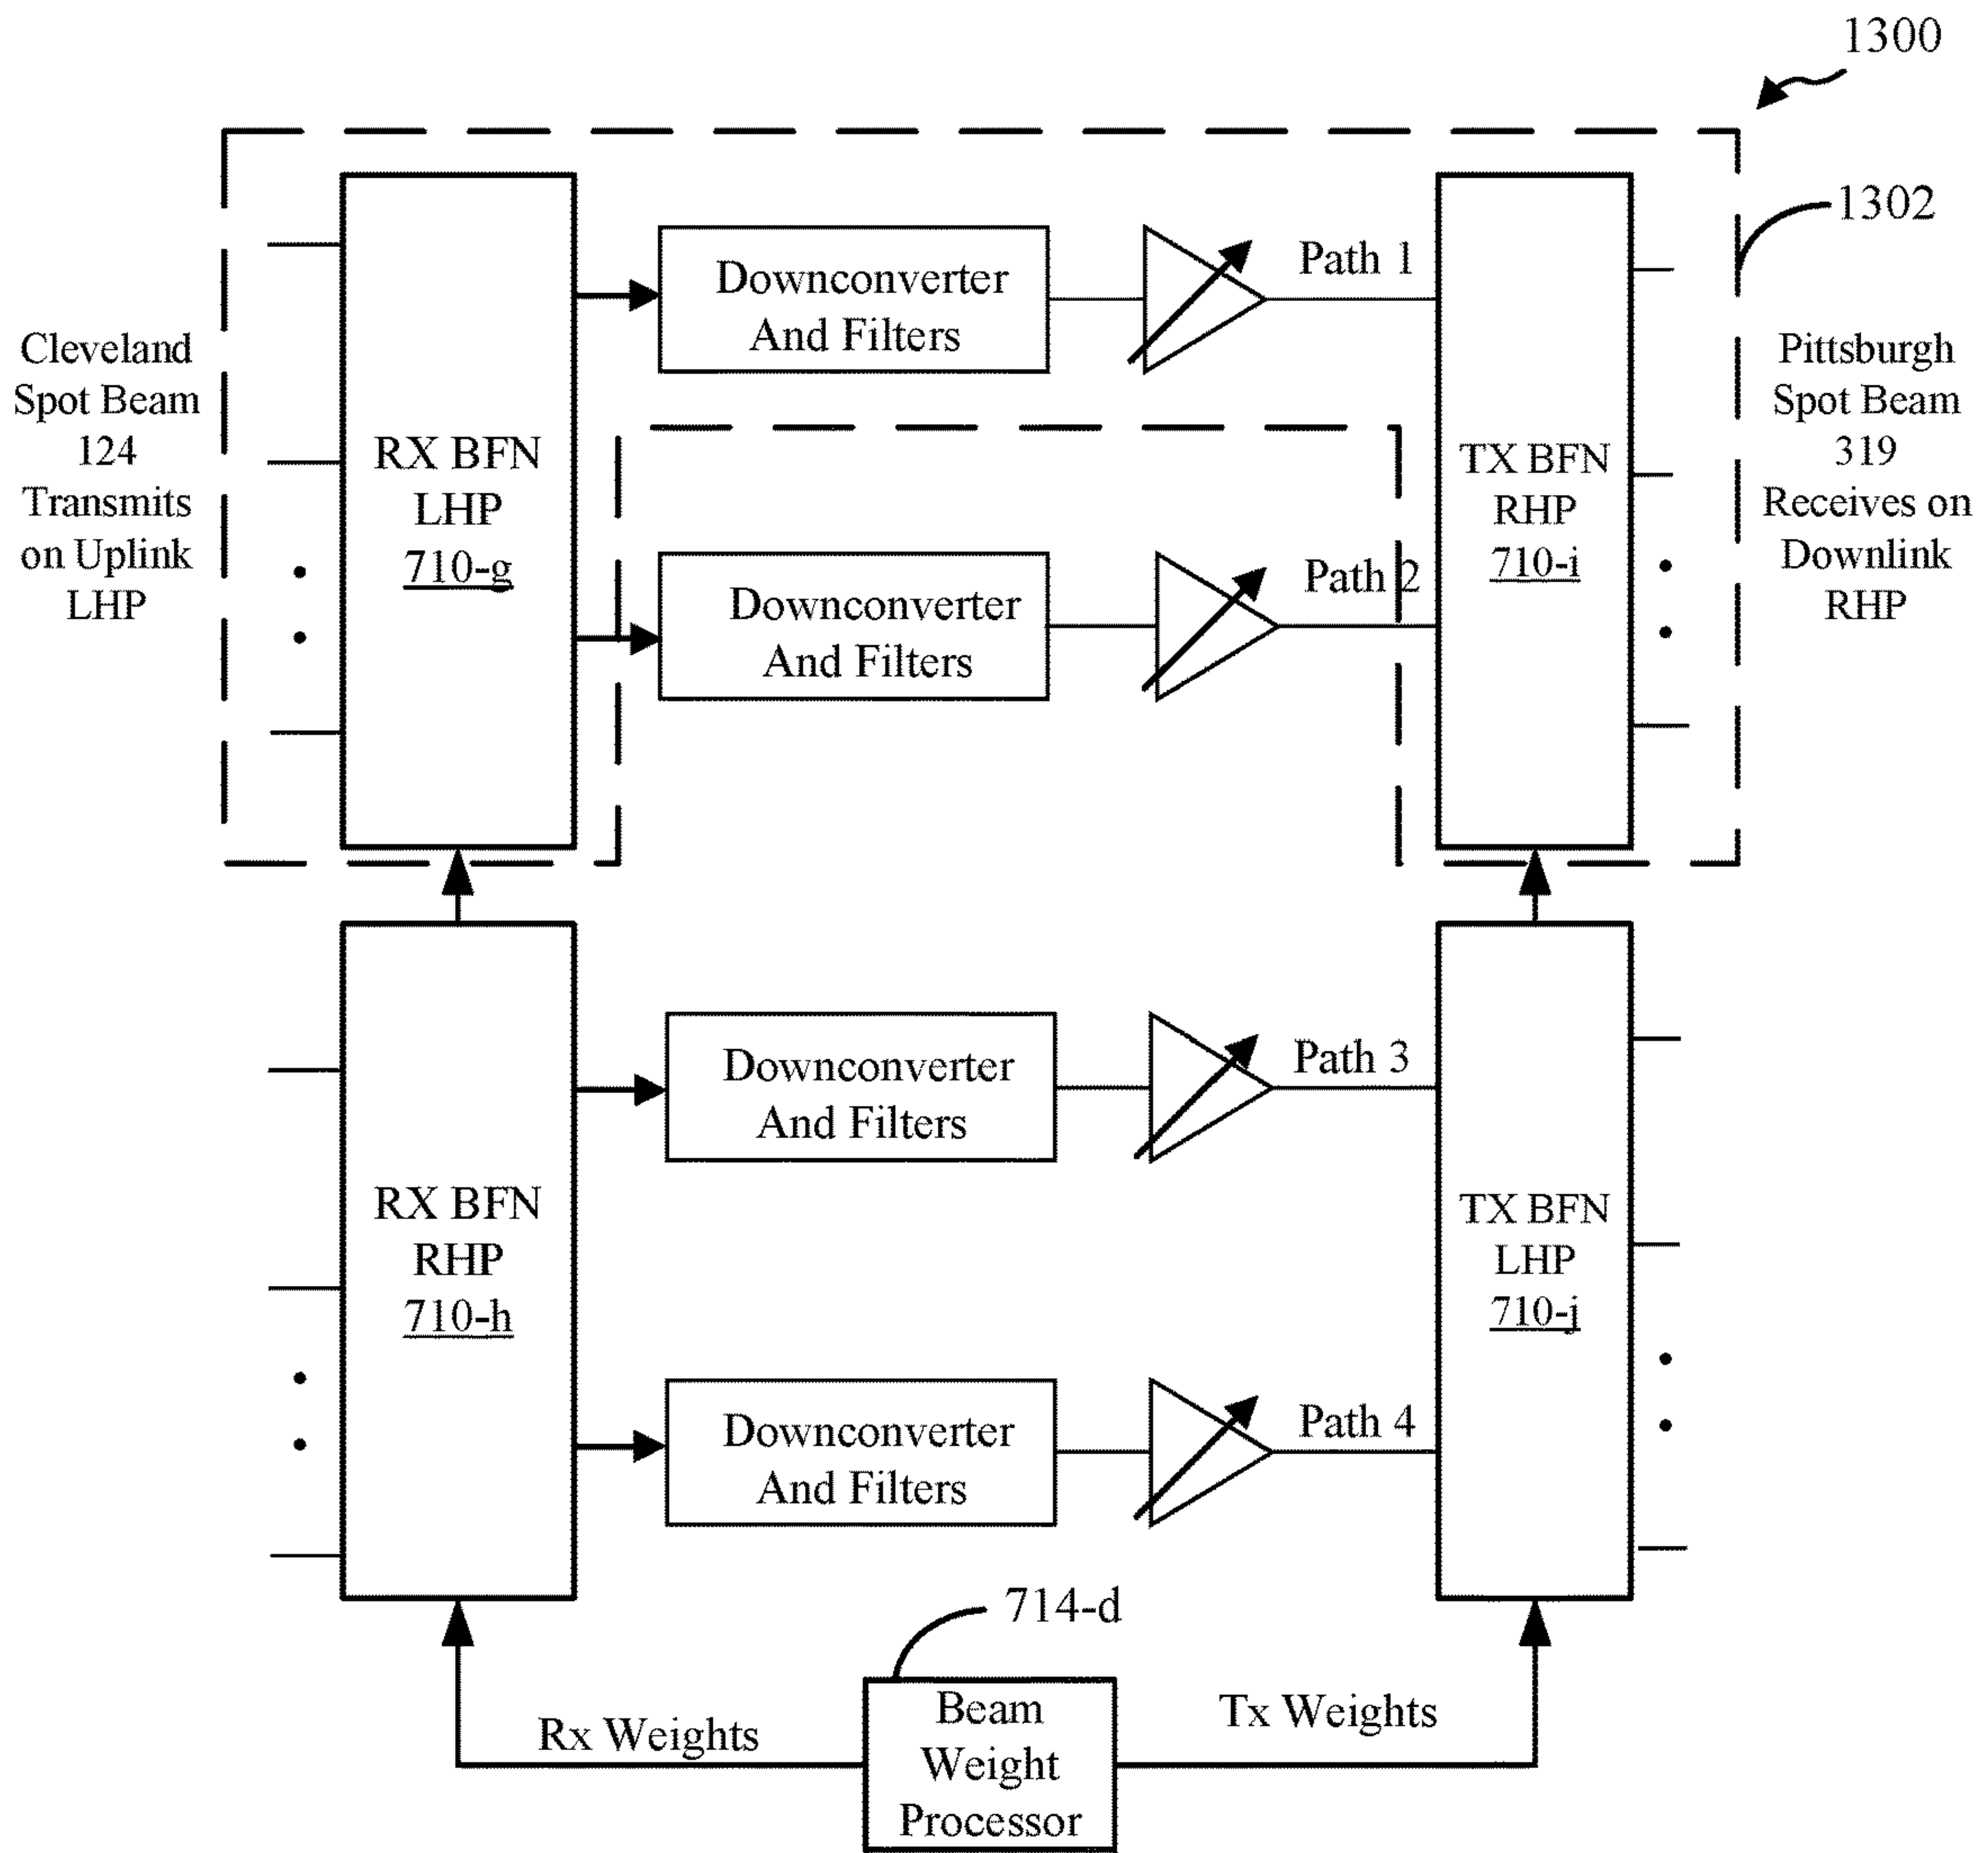 1300
1302
Cleveland
Spot Beam
124
Transmits
on Uplink
LHP
RX BFN
LHP
710-g
Downconverter
And Filters
Path 1
Downconverter
And Filters
Path 2
TX BFN
RHP
710-i
Pittsburgh
Spot Beam
319
Receives on
Downlink
RHP
RX BFN
RHP
710-h
Downconverter
And Filters
Path 3
Downconverter
And Filters
Path 4
TX BFN
LHP
710-j
714-d
Rx Weights
Beam
Weight
Processor
Tx Weights